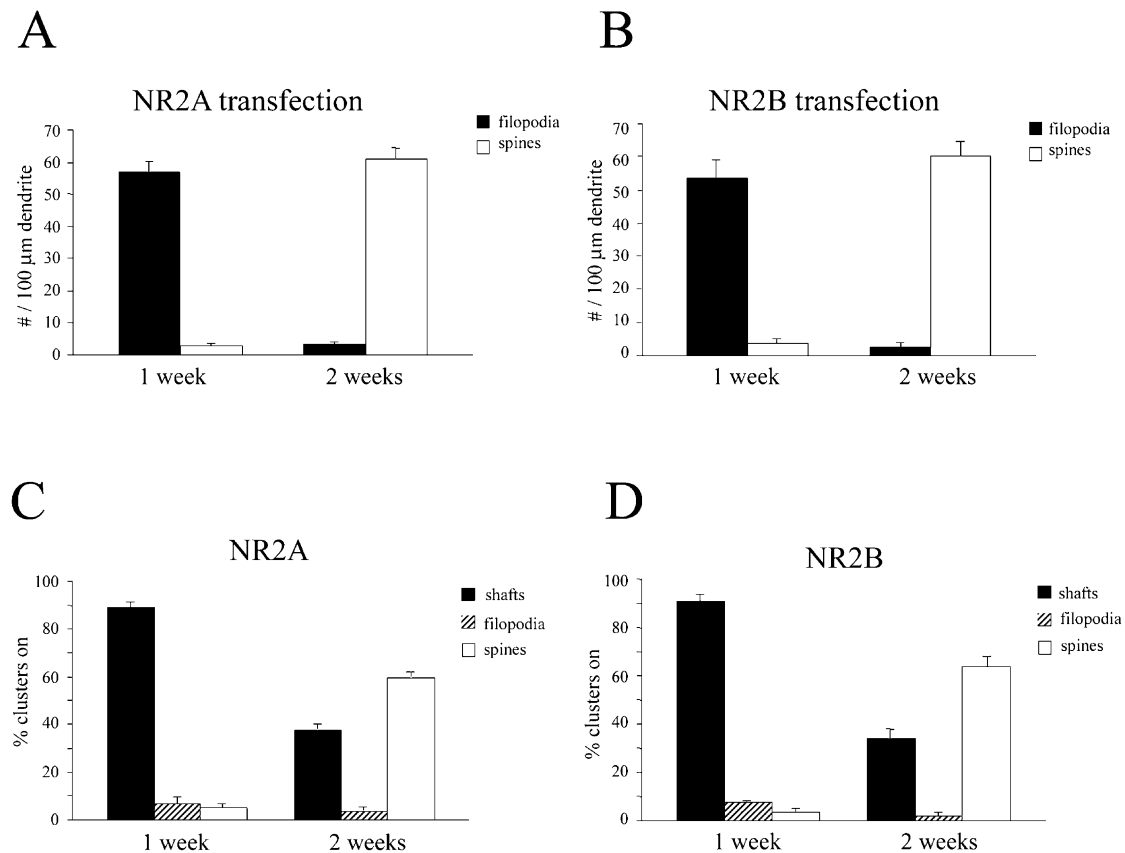 A
NR2A transfection
filopodia
spines
# / 100 µm dendrite
70
60
50
40
30
20
10
0
1 week
2 weeks
B
NR2B transfection
filopodia
spines
# / 100 µm dendrite
70
60
50
40
30
20
10
0
1 week
2 weeks
C
NR2A
shafts
filopodia
spines
% clusters on
100
80
60
40
20
0
1 week
2 weeks
D
NR2B
shafts
filopodia
spines
% clusters on
100
80
60
40
20
0
1 week
2 weeks